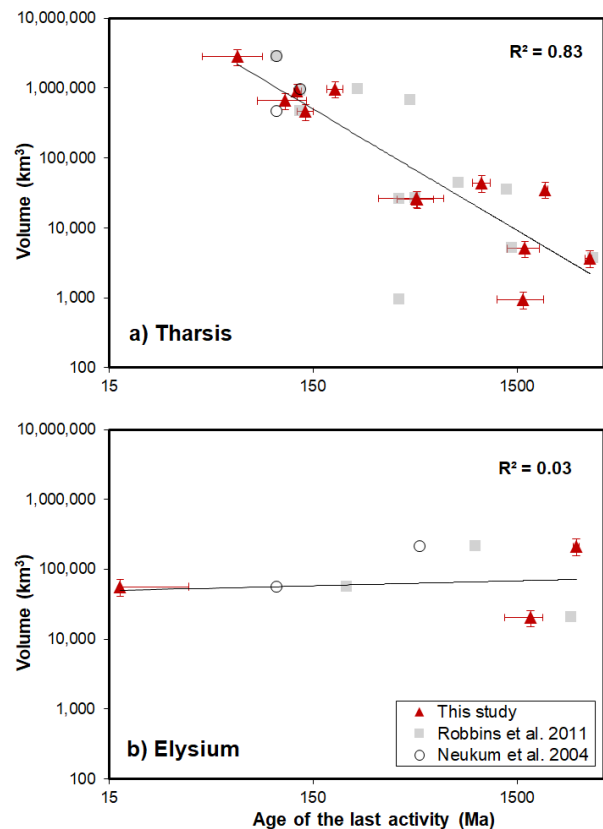 10,000,000
1,000,000
100,000
10,000
1,000
100
Volume (km³)
R² = 0.83
a) Tharsis
15
150
1500
10,000,000
1,000,000
100,000
10,000
1,000
100
Volume (km³)
R² = 0.03
This study
Robbins et al. 2011
Neukum et al. 2004
b) Elysium
15
150
1500
Age of the last activity (Ma)